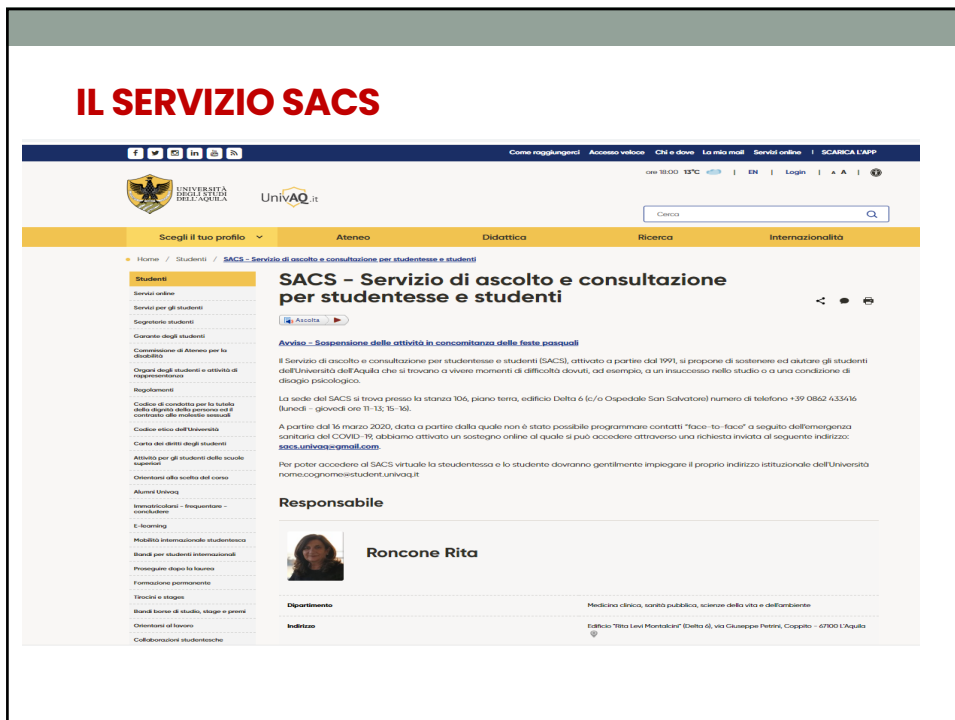 IL SERVIZIO SACS
Come raggiungerci Accesso veloce Chi e dove La mia mail Servizi online | SCARICA L'APP
UNIVERSITÀ
DEGLI STUDI
DELL'AQUILA
UnivAQ.it
ore 18:00 13°C | EN | Login | A A |
Cerca
Scegli il tuo profilo Ateneo Didattica Ricerca Internazionalità
Home / Studenti / SACS - Servizio di ascolto e consultazione per studentesse e studenti
Studenti
Servizi online
Servizi per gli studenti
Segreterie studenti
Garante degli studenti
Commissione di Ateneo per la
disabilità
Organi degli studenti e attività di
rappresentanza
Regolamenti
Codice di condotta per la tutela
della dignità della persona ed il
contrasto alle molestie sessuali
Codice etico dell'Università
Carta dei diritti degli studenti
Attività per gli studenti delle scuole
superiori
Orientarsi alla scelta del corso
Alumni Univaq
Immatricolarsi - frequentare -
concludere
E-learning
Mobilità internazionale studentesca
Bandi per studenti internazionali
Proseguire dopo la laurea
Formazione permanente
Tirocini e stages
Bandi borse di studio, stage e premi
Orientarsi al lavoro
Collaborazioni studentesche
SACS - Servizio di ascolto e consultazione
per studentesse e studenti
Ascolta
Avviso - Sospensione delle attività in concomitanza delle feste pasquali
Il Servizio di ascolto e consultazione per studentesse e studenti (SACS), attivato a partire dal 1991, si propone di sostenere ed aiutare gli studenti
dell'Università dell'Aquila che si trovano a vivere momenti di difficoltà dovuti, ad esempio, a un insuccesso nello studio o a una condizione di
disagio psicologico.
La sede del SACS si trova presso la stanza 106, piano terra, edificio Delta 6 (c/o Ospedale San Salvatore) numero di telefono +39 0862 433416
(lunedì - giovedì ore 11-13; 15-16).
A partire dal 16 marzo 2020, data a partire dalla quale non è stato possibile programmare contatti "face-to-face" a seguito dell'emergenza
sanitaria del COVID-19, abbiamo attivato un sostegno online al quale si può accedere attraverso una richiesta inviata al seguente indirizzo:
sacs.univaq@gmail.com.
Per poter accedere al SACS virtuale la steudentessa e lo studente dovranno gentilmente impiegare il proprio indirizzo istituzionale dell'Università
nome.cognome@student.univaq.it
Responsabile
Roncone Rita
Dipartimento Medicina clinica, sanità pubblica, scienze della vita e dell'ambiente
Indirizzo Edificio "Rita Levi Montalcini" (Delta 6), via Giuseppe Petrini, Coppito - 67100 L'Aquila